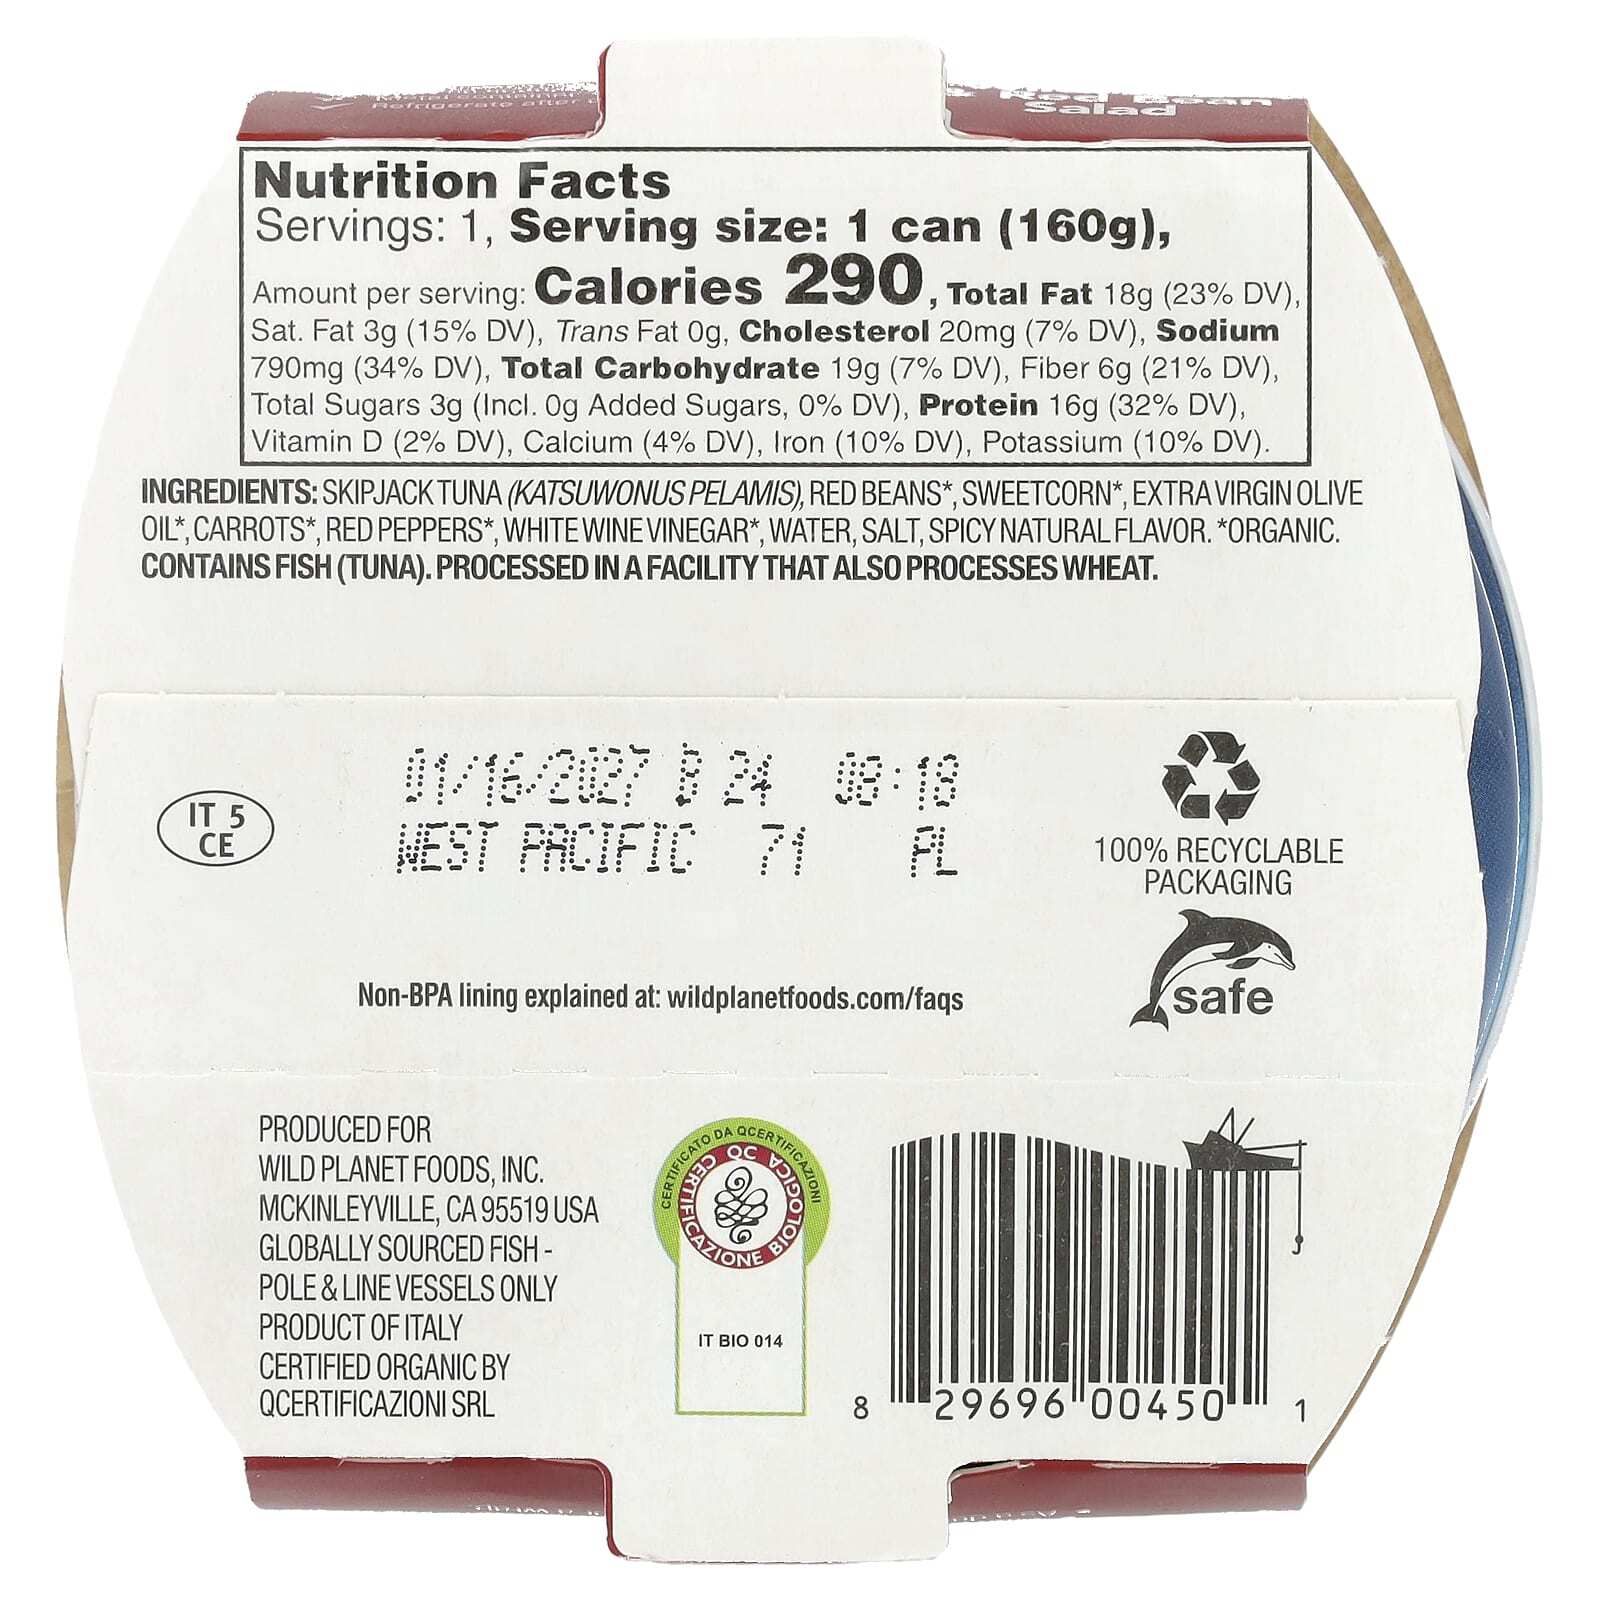 Refrigerate after
Red Bean
Salad
Nutrition Facts
Servings: 1, Serving size: 1 can (160g),
Amount per serving: Calories 290, Total Fat 18g (23% DV),
Sat. Fat 3g (15% DV), Trans Fat 0g, Cholesterol 20mg (7% DV), Sodium
790mg (34% DV), Total Carbohydrate 19g (7% DV), Fiber 6g (21% DV),
Total Sugars 3g (Incl. 0g Added Sugars, 0% DV), Protein 16g (32% DV),
Vitamin D (2% DV), Calcium (4% DV), Iron (10% DV), Potassium (10% DV).
INGREDIENTS: SKIPJACK TUNA (KATSUWONUS PELAMIS), RED BEANS*, SWEETCORN*, EXTRA VIRGIN OLIVE
OIL*, CARROTS*, RED PEPPERS*, WHITE WINE VINEGAR*, WATER, SALT, SPICY NATURAL FLAVOR. *ORGANIC.
CONTAINS FISH (TUNA). PROCESSED IN A FACILITY THAT ALSO PROCESSES WHEAT.
IT 5
CE
01/16/2027 B 24 08:18
WEST PACIFIC 71 PL
100% RECYCLABLE
PACKAGING
safe
Non-BPA lining explained at: wildplanetfoods.com/faqs
PRODUCED FOR
WILD PLANET FOODS, INC.
MCKINLEYVILLE, CA 95519 USA
GLOBALLY SOURCED FISH -
POLE & LINE VESSELS ONLY
PRODUCT OF ITALY
CERTIFIED ORGANIC BY
QCERTIFICAZIONI SRL
CERTIFICATO DA QCERTIFICAZIONI
QC CERTIFICAZIONE BIOLOGICA
IT BIO 014
8 29696 00450 1